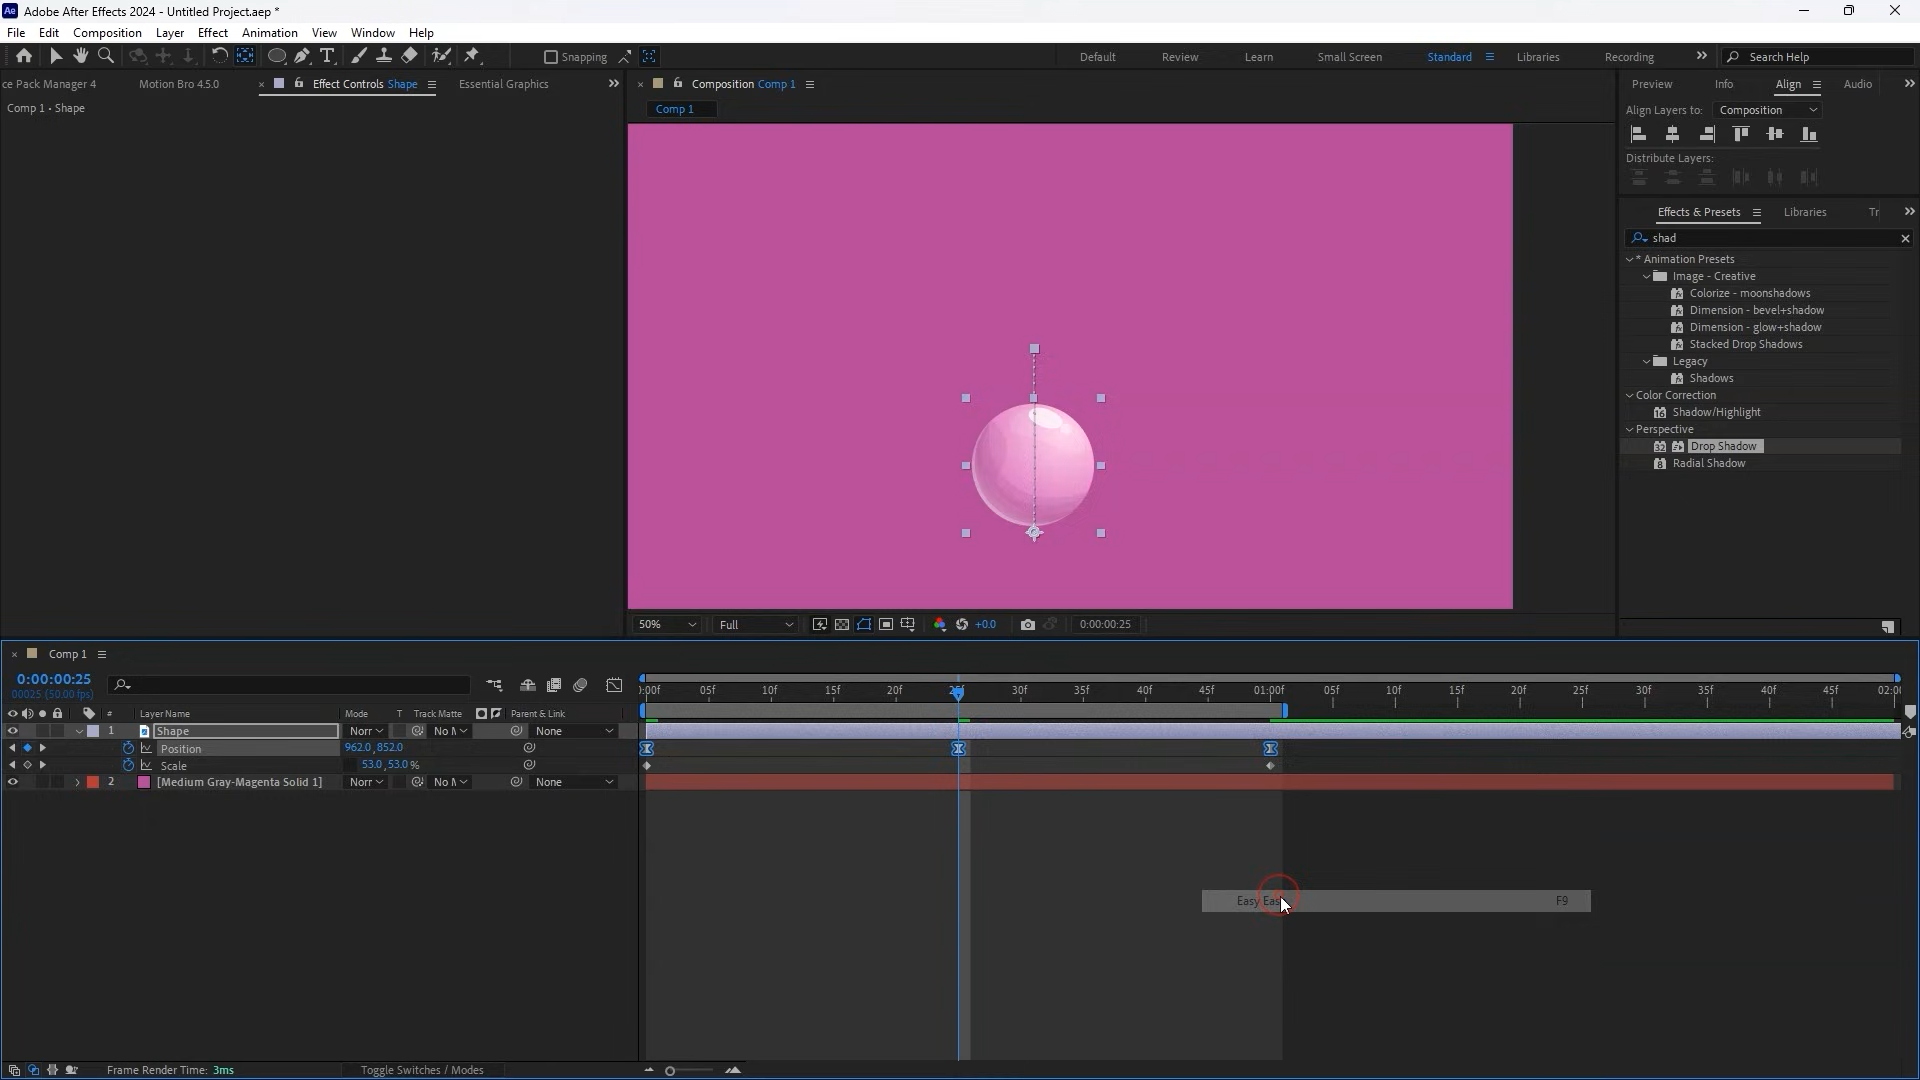 Ae Adobe After Effects 2024 - Untitled Project.aep *
File Edit Composition Layer Effect Animation View Window Help
Snapping Default Review Learn Small Screen Standard Libraries Recording Search Help
ce Pack Manager 4 Motion Bro 4.5.0 Effect Controls Shape Essential Graphics Composition Comp 1 Preview Info Align Audio
Comp 1 • Shape
Comp 1
Align Layers to: Composition
Distribute Layers:
Effects & Presets Libraries Tr
shad
* Animation Presets
Image - Creative
Colorize - moonshadows
Dimension - bevel+shadow
Dimension - glow+shadow
Stacked Drop Shadows
Legacy
Shadows
Color Correction
16 Shadow/Highlight
Perspective
32 Drop Shadow
8 Radial Shadow
50% Full +0.0 0:00:00:25
Comp 1
0:00:00:25
00025 (50.00 fps)
):00f 05f 10f 15f 20f 30f 35f 40f 45f 01:00f 05f 10f 15f 20f 25f 30f 35f 40f 45f 02:0(
# Layer Name Mode T Track Matte Parent & Link
1 Shape Norr No M None
Position 962.0,852.0
Scale 53.0,53.0%
2 [Medium Gray-Magenta Solid 1] Norr No M None
Easy Eas F9
Frame Render Time: 3ms Toggle Switches / Modes